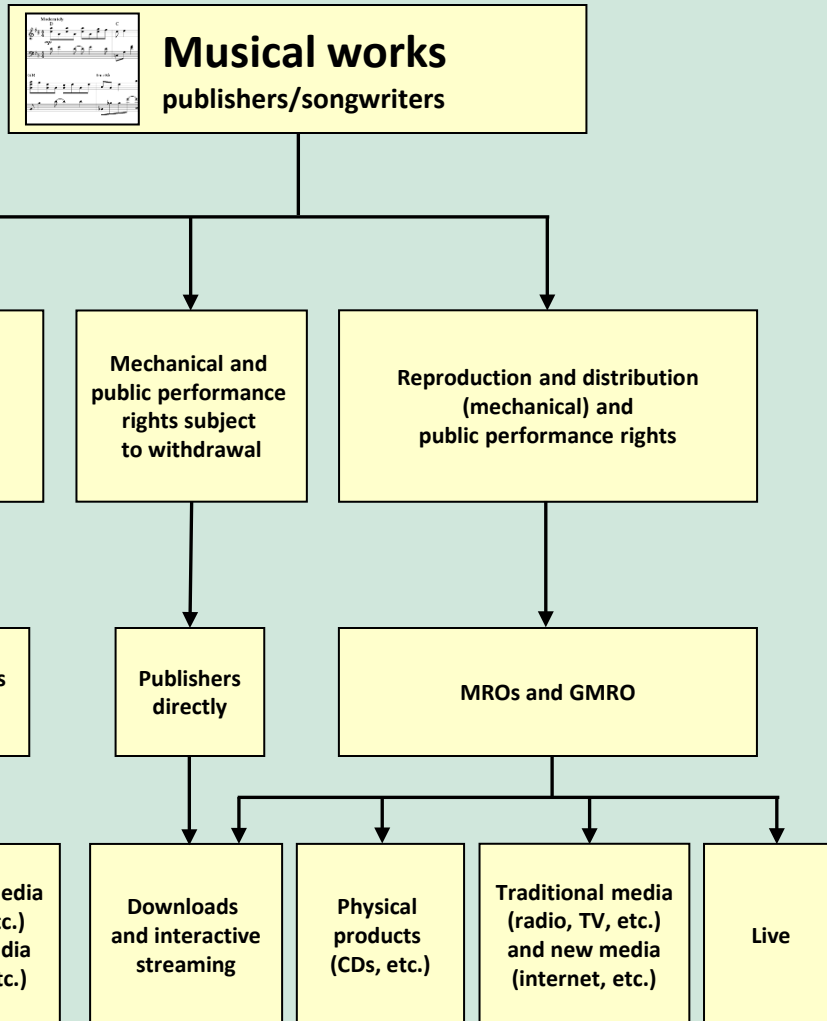 Musical works
publishers/songwriters
Mechanical and
public performance
rights subject
to withdrawal
Reproduction and distribution
(mechanical) and
public performance rights
Publishers
directly
MROs and GMRO
Downloads
and interactive
streaming
Physical
products
(CDs, etc.)
Traditional media
(radio, TV, etc.)
and new media
(internet, etc.)
Live